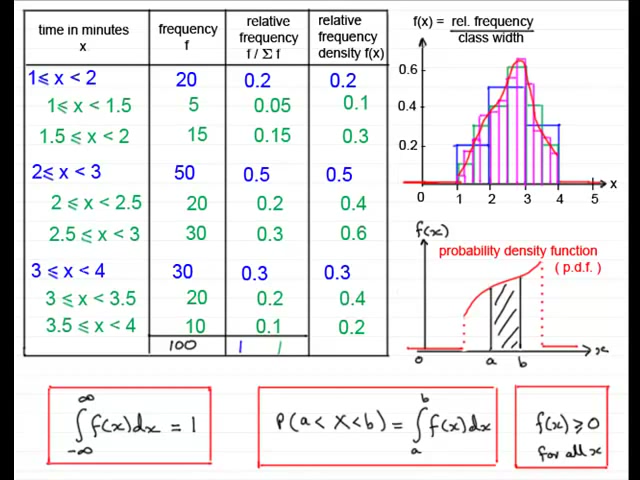 time in minutes x
frequency f
relative frequency f / Σ f
relative frequency density f(x)
1⩽ x < 2 20 0.2 0.2
1⩽ x < 1.5 5 0.05 0.1
1.5 ⩽ x < 2 15 0.15 0.3
2⩽ x < 3 50 0.5 0.5
2 ⩽ x < 2.5 20 0.2 0.4
2.5 ⩽ x < 3 30 0.3 0.6
3 ⩽ x < 4 30 0.3 0.3
3 ⩽ x < 3.5 20 0.2 0.4
3.5 ⩽ x < 4 10 0.1 0.2
100 1 1
f(x) = rel. frequency / class width
0.6
0.4
0.2
0 1 2 3 4 5 x
f(x)
probability density function
( p.d.f. )
0 a b x
∫_{-∞}^{∞} f(x)dx = 1
P(a < X < b) = ∫_{a}^{b} f(x)dx
f(x) ⩾ 0
for all x